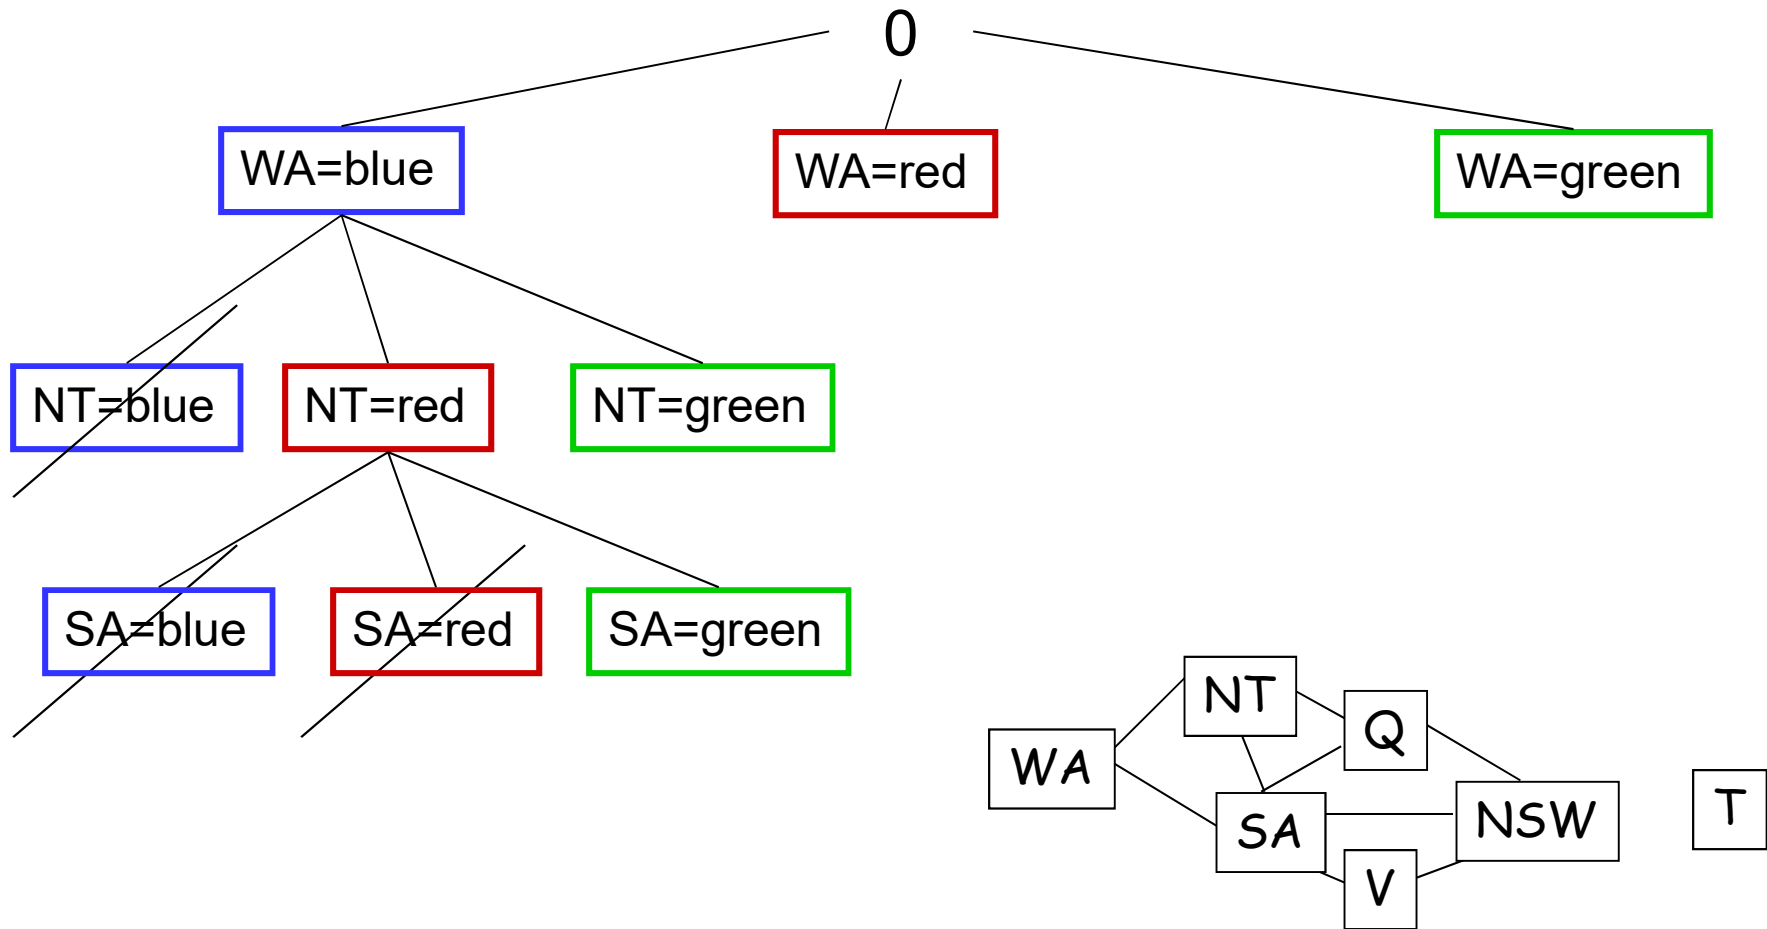 0
WA=blue
WA=red
WA=green
NT=blue
NT=red
NT=green
SA=blue
SA=red
SA=green
NT
Q
WA
SA
NSW
T
V